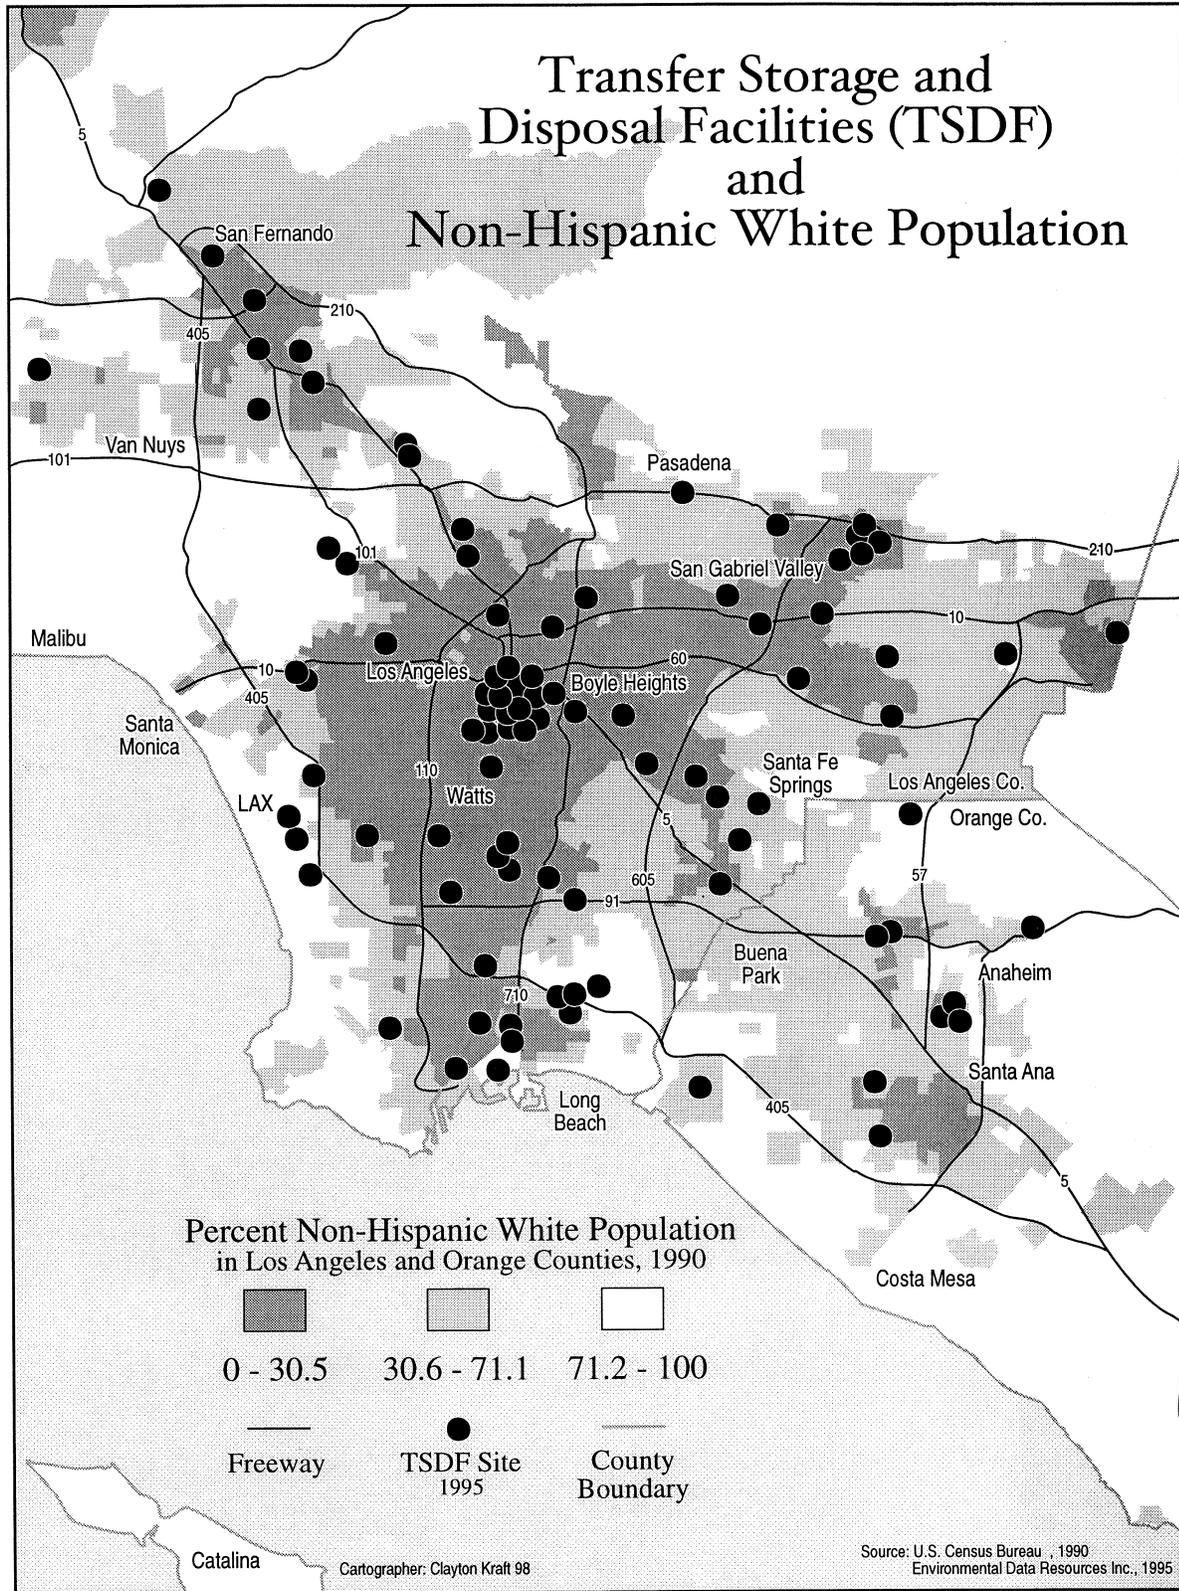 Transfer Storage and
Disposal Facilities (TSDF)
and
Non-Hispanic White Population
5
San Fernando
210
405
Van Nuys
101
Pasadena
101
210
San Gabriel Valley
10
Malibu
10
Los Angeles
60
Boyle Heights
405
Santa
Monica
110
Santa Fe
Springs
Los Angeles Co.
Watts
LAX
5
Orange Co.
57
605
91
Buena
Park
Anaheim
710
Santa Ana
Long
Beach
405
5
Costa Mesa
Percent Non-Hispanic White Population
in Los Angeles and Orange Counties, 1990
0 - 30.5
30.6 - 71.1
71.2 - 100
Freeway
TSDF Site
1995
County
Boundary
Catalina
Cartographer: Clayton Kraft 98
Source: U.S. Census Bureau , 1990
Environmental Data Resources Inc., 1995